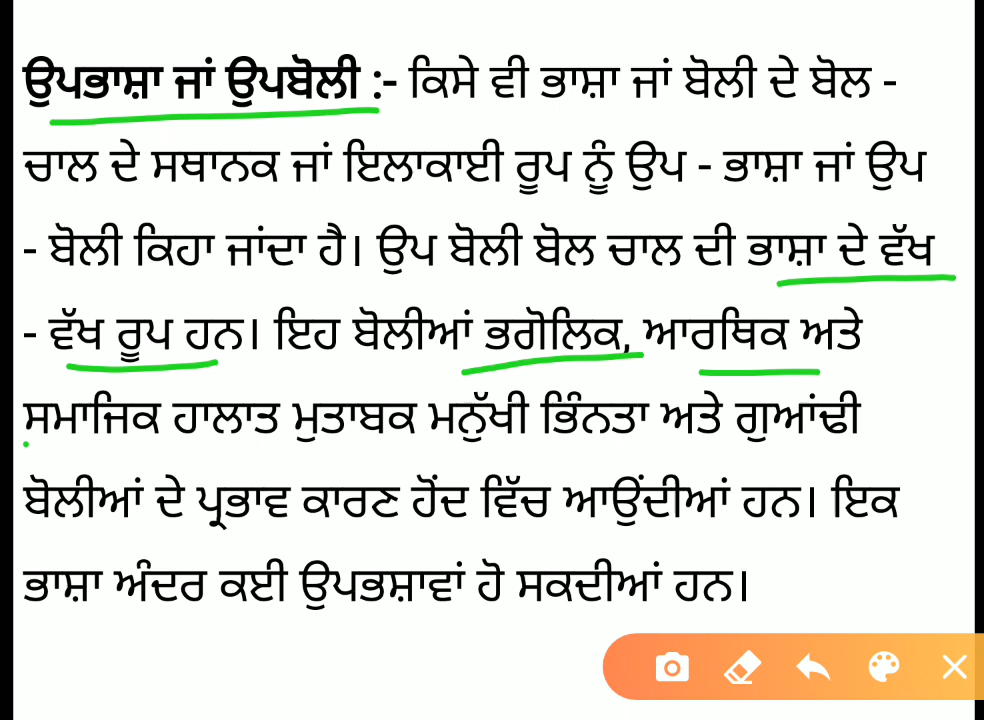 ਉਪਭਾਸ਼ਾ ਜਾਂ ਉਪਬੋਲੀ :- ਕਿਸੇ ਵੀ ਭਾਸ਼ਾ ਜਾਂ ਬੋਲੀ ਦੇ ਬੋਲ -
ਚਾਲ ਦੇ ਸਥਾਨਕ ਜਾਂ ਇਲਾਕਾਈ ਰੂਪ ਨੂੰ ਉਪ - ਭਾਸ਼ਾ ਜਾਂ ਉਪ
- ਬੋਲੀ ਕਿਹਾ ਜਾਂਦਾ ਹੈ। ਉਪ ਬੋਲੀ ਬੋਲ ਚਾਲ ਦੀ ਭਾਸ਼ਾ ਦੇ ਵੱਖ
- ਵੱਖ ਰੂਪ ਹਨ। ਇਹ ਬੋਲੀਆਂ ਭਗੋਲਿਕ, ਆਰਥਿਕ ਅਤੇ
ਸਮਾਜਿਕ ਹਾਲਾਤ ਮੁਤਾਬਕ ਮਨੁੱਖੀ ਭਿੰਨਤਾ ਅਤੇ ਗੁਆਂਢੀ
ਬੋਲੀਆਂ ਦੇ ਪ੍ਰਭਾਵ ਕਾਰਣ ਹੋਂਦ ਵਿੱਚ ਆਉਂਦੀਆਂ ਹਨ। ਇਕ
ਭਾਸ਼ਾ ਅੰਦਰ ਕਈ ਉਪਭਸ਼ਾਵਾਂ ਹੋ ਸਕਦੀਆਂ ਹਨ।